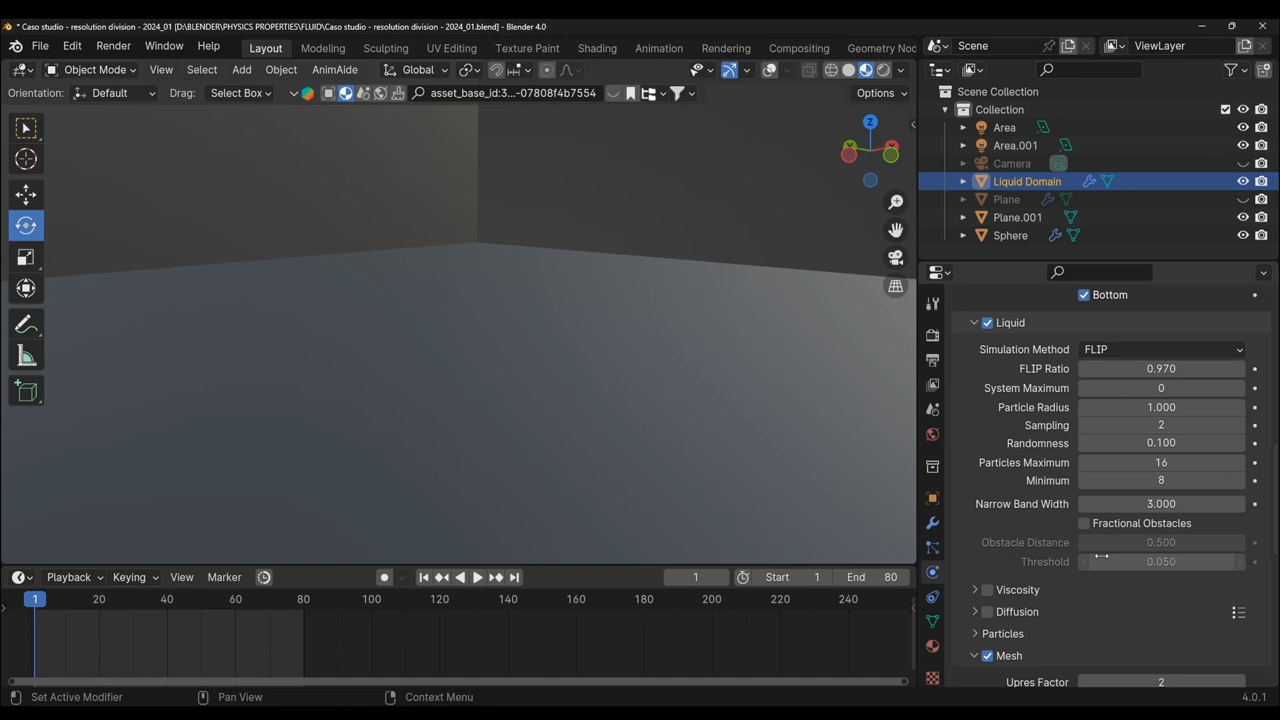 * Caso studio - resolution division - 2024_01 [D:\BLENDER\PHYSICS PROPERTIES\FLUID\Caso studio - resolution division - 2024_01.blend] - Blender 4.0
File Edit Render Window Help Layout Modeling Sculpting UV Editing Texture Paint Shading Animation Rendering Compositing Geometry Nod Scene ViewLayer
Object Mode View Select Add Object AnimAide Global
Orientation: Default Drag: Select Box asset_base_id:3...-07808f4b7554 Options
Z
Y
Scene Collection
Collection
Area
Area.001
Camera
Liquid Domain
Plane
Plane.001
Sphere
Bottom
Liquid
Simulation Method FLIP
FLIP Ratio 0.970
System Maximum 0
Particle Radius 1.000
Sampling 2
Randomness 0.100
Particles Maximum 16
Minimum 8
Narrow Band Width 3.000
Fractional Obstacles
Obstacle Distance 0.500
Threshold 0.050
Viscosity
Diffusion
Particles
Mesh
Upres Factor 2
Playback Keying View Marker 1 Start 1 End 80
1 20 40 60 80 100 120 140 160 180 200 220 240
Set Active Modifier Pan View Context Menu 4.0.1